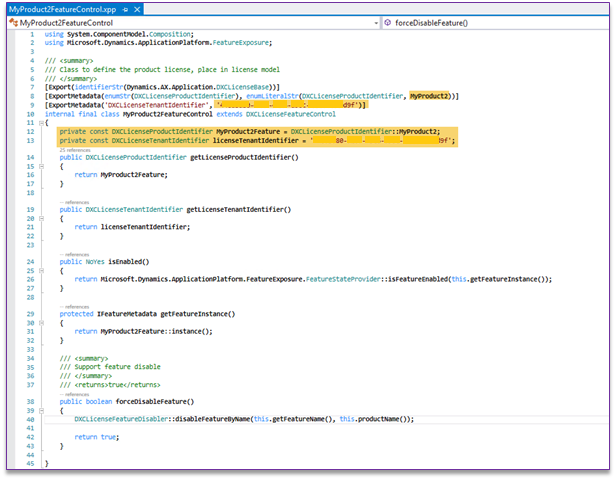 MyProduct2FeatureControl.xpp
MyProduct2FeatureControl
forceDisableFeature()
1 using System.ComponentModel.Composition;
2 using Microsoft.Dynamics.ApplicationPlatform.FeatureExposure;
3
4 /// <summary>
5 /// Class to define the product license, place in license model
6 /// </summary>
7 [Export(identifierStr(Dynamics.AX.Application.DXCLicenseBase))]
8 [ExportMetadata(enumStr(DXCLicenseProductIdentifier), enumLiteralStr(DXCLicenseProductIdentifier, MyProduct2))]
9 [ExportMetadata('DXCLicenseTenantIdentifier', ' d9f')]
10 internal final class MyProduct2FeatureControl extends DXCLicenseFeatureControl
11 {
12 private const DXCLicenseProductIdentifier MyProduct2Feature = DXCLicenseProductIdentifier::MyProduct2;
13 private const DXCLicenseTenantIdentifier licenseTenantIdentifier = ' 80- 9f';
25 references
14 public DXCLicenseProductIdentifier getLicenseProductIdentifier()
15 {
16 return MyProduct2Feature;
17 }
18
-- references
19 public DXCLicenseTenantIdentifier getLicenseTenantIdentifier()
20 {
21 return licenseTenantIdentifier;
22 }
23
-- references
24 public NoYes isEnabled()
25 {
26 return Microsoft.Dynamics.ApplicationPlatform.FeatureExposure.FeatureStateProvider::isFeatureEnabled(this.getFeatureInstance());
27 }
28
-- references
29 protected IFeatureMetadata getFeatureInstance()
30 {
31 return MyProduct2Feature::instance();
32 }
33
34 /// <summary>
35 /// Support feature disable
36 /// </summary>
37 /// <returns>true</returns>
-- references
38 public boolean forceDisableFeature()
39 {
40 DXCLicenseFeatureDisabler::disableFeatureByName(this.getFeatureName(), this.productName());
41
42 return true;
43 }
44
45 }